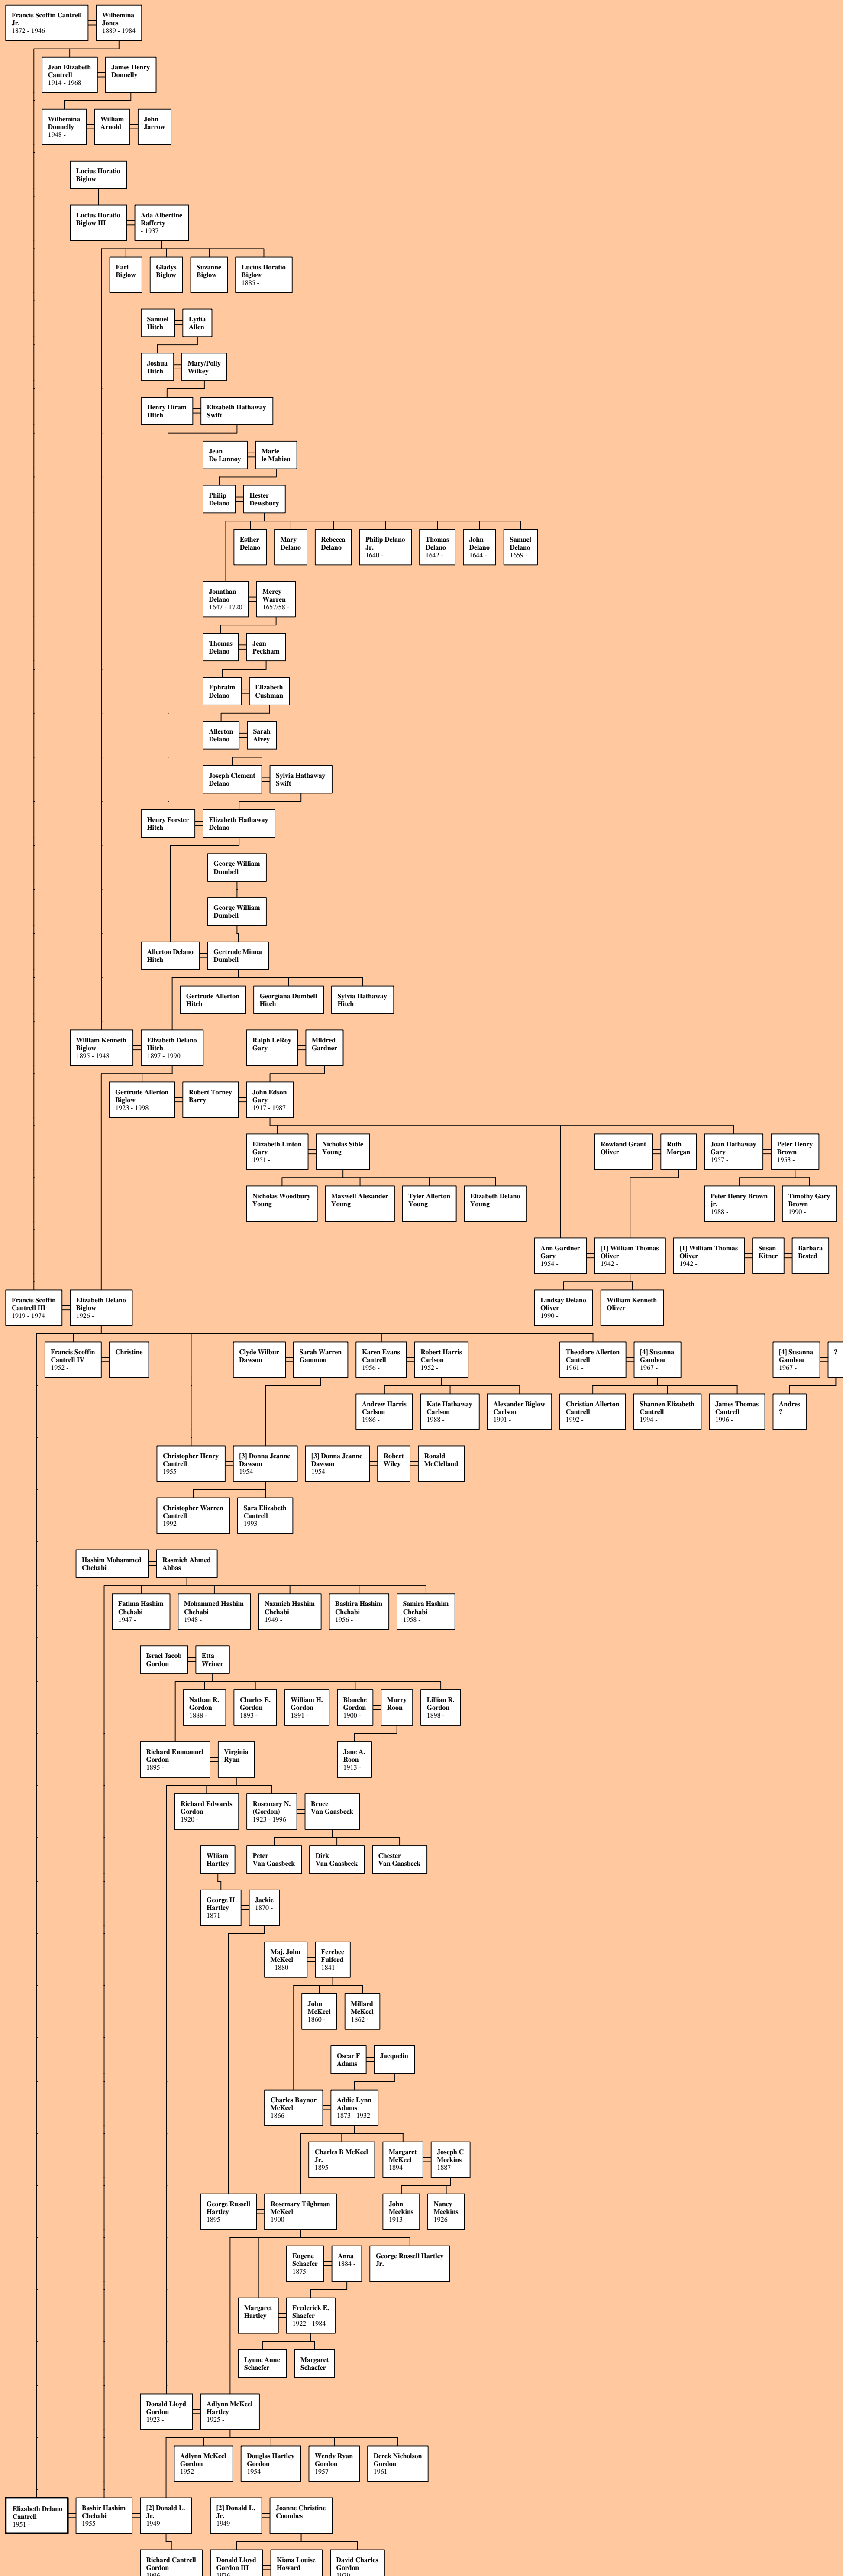 Francis Scoffin Cantrell
Jr.
1872 - 1946
Wilhemina
Jones
1889 - 1984
Jean Elizabeth
Cantrell
1914 - 1968
James Henry
Donnelly
Wilhemina
Donnelly
1948 -
William
Arnold
John
Jarrow
Lucius Horatio
Biglow
Lucius Horatio
Biglow III
Ada Albertine
Rafferty
- 1937
Earl
Biglow
Gladys
Biglow
Suzanne
Biglow
Lucius Horatio
Biglow
1885 -
Samuel
Hitch
Lydia
Allen
Joshua
Hitch
Mary/Polly
Wilkey
Henry Hiram
Hitch
Elizabeth Hathaway
Swift
Jean
De Lannoy
Marie
le Mahieu
Philip
Delano
Hester
Dewsbury
Esther
Delano
Mary
Delano
Rebecca
Delano
Philip Delano
Jr.
1640 -
Thomas
Delano
1642 -
John
Delano
1644 -
Samuel
Delano
1659 -
Jonathan
Delano
1647 - 1720
Mercy
Warren
1657/58 -
Thomas
Delano
Jean
Peckham
Ephraim
Delano
Elizabeth
Cushman
Allerton
Delano
Sarah
Alvey
Joseph Clement
Delano
Sylvia Hathaway
Swift
Henry Forster
Hitch
Elizabeth Hathaway
Delano
George William
Dumbell
George William
Dumbell
Allerton Delano
Hitch
Gertrude Minna
Dumbell
Gertrude Allerton
Hitch
Georgiana Dumbell
Hitch
Sylvia Hathaway
Hitch
William Kenneth
Biglow
1895 - 1948
Elizabeth Delano
Hitch
1897 - 1990
Ralph LeRoy
Gary
Mildred
Gardner
Gertrude Allerton
Biglow
1923 - 1998
Robert Torney
Barry
John Edson
Gary
1917 - 1987
Elizabeth Linton
Gary
1951 -
Nicholas Sible
Young
Rowland Grant
Oliver
Ruth
Morgan
Joan Hathaway
Gary
1957 -
Peter Henry
Brown
1953 -
Nicholas Woodbury
Young
Maxwell Alexander
Young
Tyler Allerton
Young
Elizabeth Delano
Young
Peter Henry Brown
jr.
1988 -
Timothy Gary
Brown
1990 -
Ann Gardner
Gary
1954 -
[1] William Thomas
Oliver
1942 -
[1] William Thomas
Oliver
1942 -
Susan
Kitner
Barbara
Bested
Francis Scoffin
Cantrell III
1919 - 1974
Elizabeth Delano
Biglow
1926 -
Lindsay Delano
Oliver
1990 -
William Kenneth
Oliver
Francis Scoffin
Cantrell IV
1952 -
Christine
Clyde Wilbur
Dawson
Sarah Warren
Gammon
Karen Evans
Cantrell
1956 -
Robert Harris
Carlson
1952 -
Theodore Allerton
Cantrell
1961 -
[4] Susanna
Gamboa
1967 -
[4] Susanna
Gamboa
1967 -
?
Andrew Harris
Carlson
1986 -
Kate Hathaway
Carlson
1988 -
Alexander Biglow
Carlson
1991 -
Christian Allerton
Cantrell
1992 -
Shannen Elizabeth
Cantrell
1994 -
James Thomas
Cantrell
1996 -
Andres
?
Christopher Henry
Cantrell
1955 -
[3] Donna Jeanne
Dawson
1954 -
[3] Donna Jeanne
Dawson
1954 -
Robert
Wiley
Ronald
McClelland
Christopher Warren
Cantrell
1992 -
Sara Elizabeth
Cantrell
1993 -
Hashim Mohammed
Chehabi
Rasmieh Ahmed
Abbas
Fatima Hashim
Chehabi
1947 -
Mohammed Hashim
Chehabi
1948 -
Nazmieh Hashim
Chehabi
1949 -
Bashira Hashim
Chehabi
1956 -
Samira Hashim
Chehabi
1958 -
Israel Jacob
Gordon
Etta
Weiner
Nathan R.
Gordon
1888 -
Charles E.
Gordon
1893 -
William H.
Gordon
1891 -
Blanche
Gordon
1900 -
Murry
Roon
Lillian R.
Gordon
1898 -
Richard Emmanuel
Gordon
1895 -
Virginia
Ryan
Jane A.
Roon
1913 -
Richard Edwards
Gordon
1920 -
Rosemary N.
(Gordon)
1923 - 1996
Bruce
Van Gaasbeck
Wliiam
Hartley
Peter
Van Gaasbeck
Dirk
Van Gaasbeck
Chester
Van Gaasbeck
George H
Hartley
1871 -
Jackie
1870 -
Maj. John
McKeel
- 1880
Ferebee
Fulford
1841 -
John
McKeel
1860 -
Millard
McKeel
1862 -
Oscar F
Adams
Jacquelin
Charles Baynor
McKeel
1866 -
Addie Lynn
Adams
1873 - 1932
Charles B McKeel
Jr.
1895 -
Margaret
McKeel
1894 -
Joseph C
Meekins
1887 -
George Russell
Hartley
1895 -
Rosemary Tilghman
McKeel
1900 -
John
Meekins
1913 -
Nancy
Meekins
1926 -
Eugene
Schaefer
1875 -
Anna
1884 -
George Russell Hartley
Jr.
Margaret
Hartley
Frederick E.
Shaefer
1922 - 1984
Lynne Anne
Schaefer
Margaret
Schaefer
Donald Lloyd
Gordon
1923 -
Adlynn McKeel
Hartley
1925 -
Adlynn McKeel
Gordon
1952 -
Douglas Hartley
Gordon
1954 -
Wendy Ryan
Gordon
1957 -
Derek Nicholson
Gordon
1961 -
Elizabeth Delano
Cantrell
1951 -
Bashir Hashim
Chehabi
1955 -
[2] Donald L.
Jr.
1949 -
[2] Donald L.
Jr.
1949 -
Joanne Christine
Coombes
Richard Cantrell
Gordon
Donald Lloyd
Gordon III
Kiana Louise
Howard
David Charles
Gordon